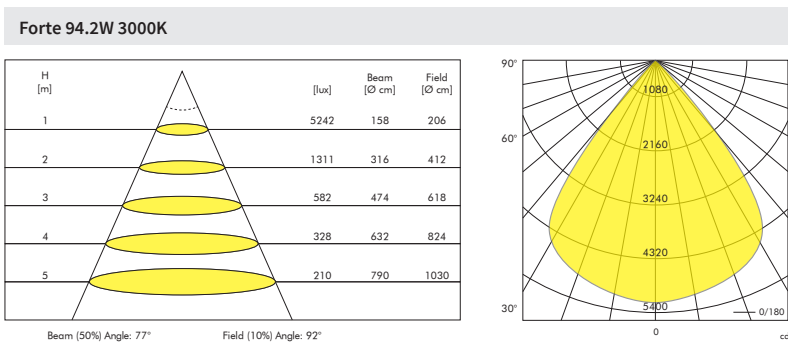 Forte 94.2W 3000K
H [m] [lux] Beam [Ø cm] Field [Ø cm]
1 5242 158 206
2 1311 316 412
3 582 474 618
4 328 632 824
5 210 790 1030
Beam (50%) Angle: 77° Field (10%) Angle: 92°
90°
1080
60°
2160
3240
4320
30°
5400
0/180
0